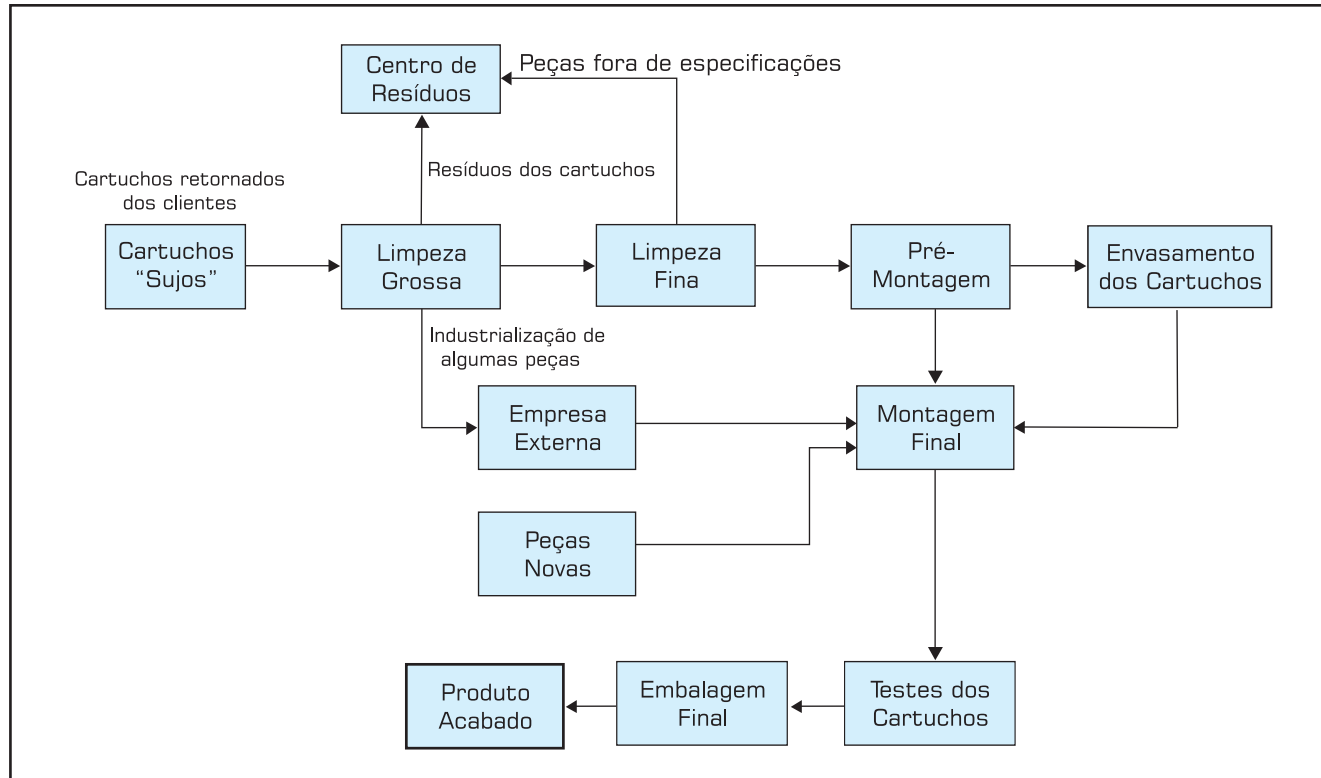 Centro de
Resíduos
Peças fora de especificações
Resíduos dos cartuchos
Cartuchos retornados
dos clientes
Cartuchos
“Sujos”
Limpeza
Grossa
Limpeza
Fina
Pré-
Montagem
Envasamento
dos Cartuchos
Industrialização de
algumas peças
Empresa
Externa
Montagem
Final
Peças
Novas
Produto
Acabado
Embalagem
Final
Testes dos
Cartuchos